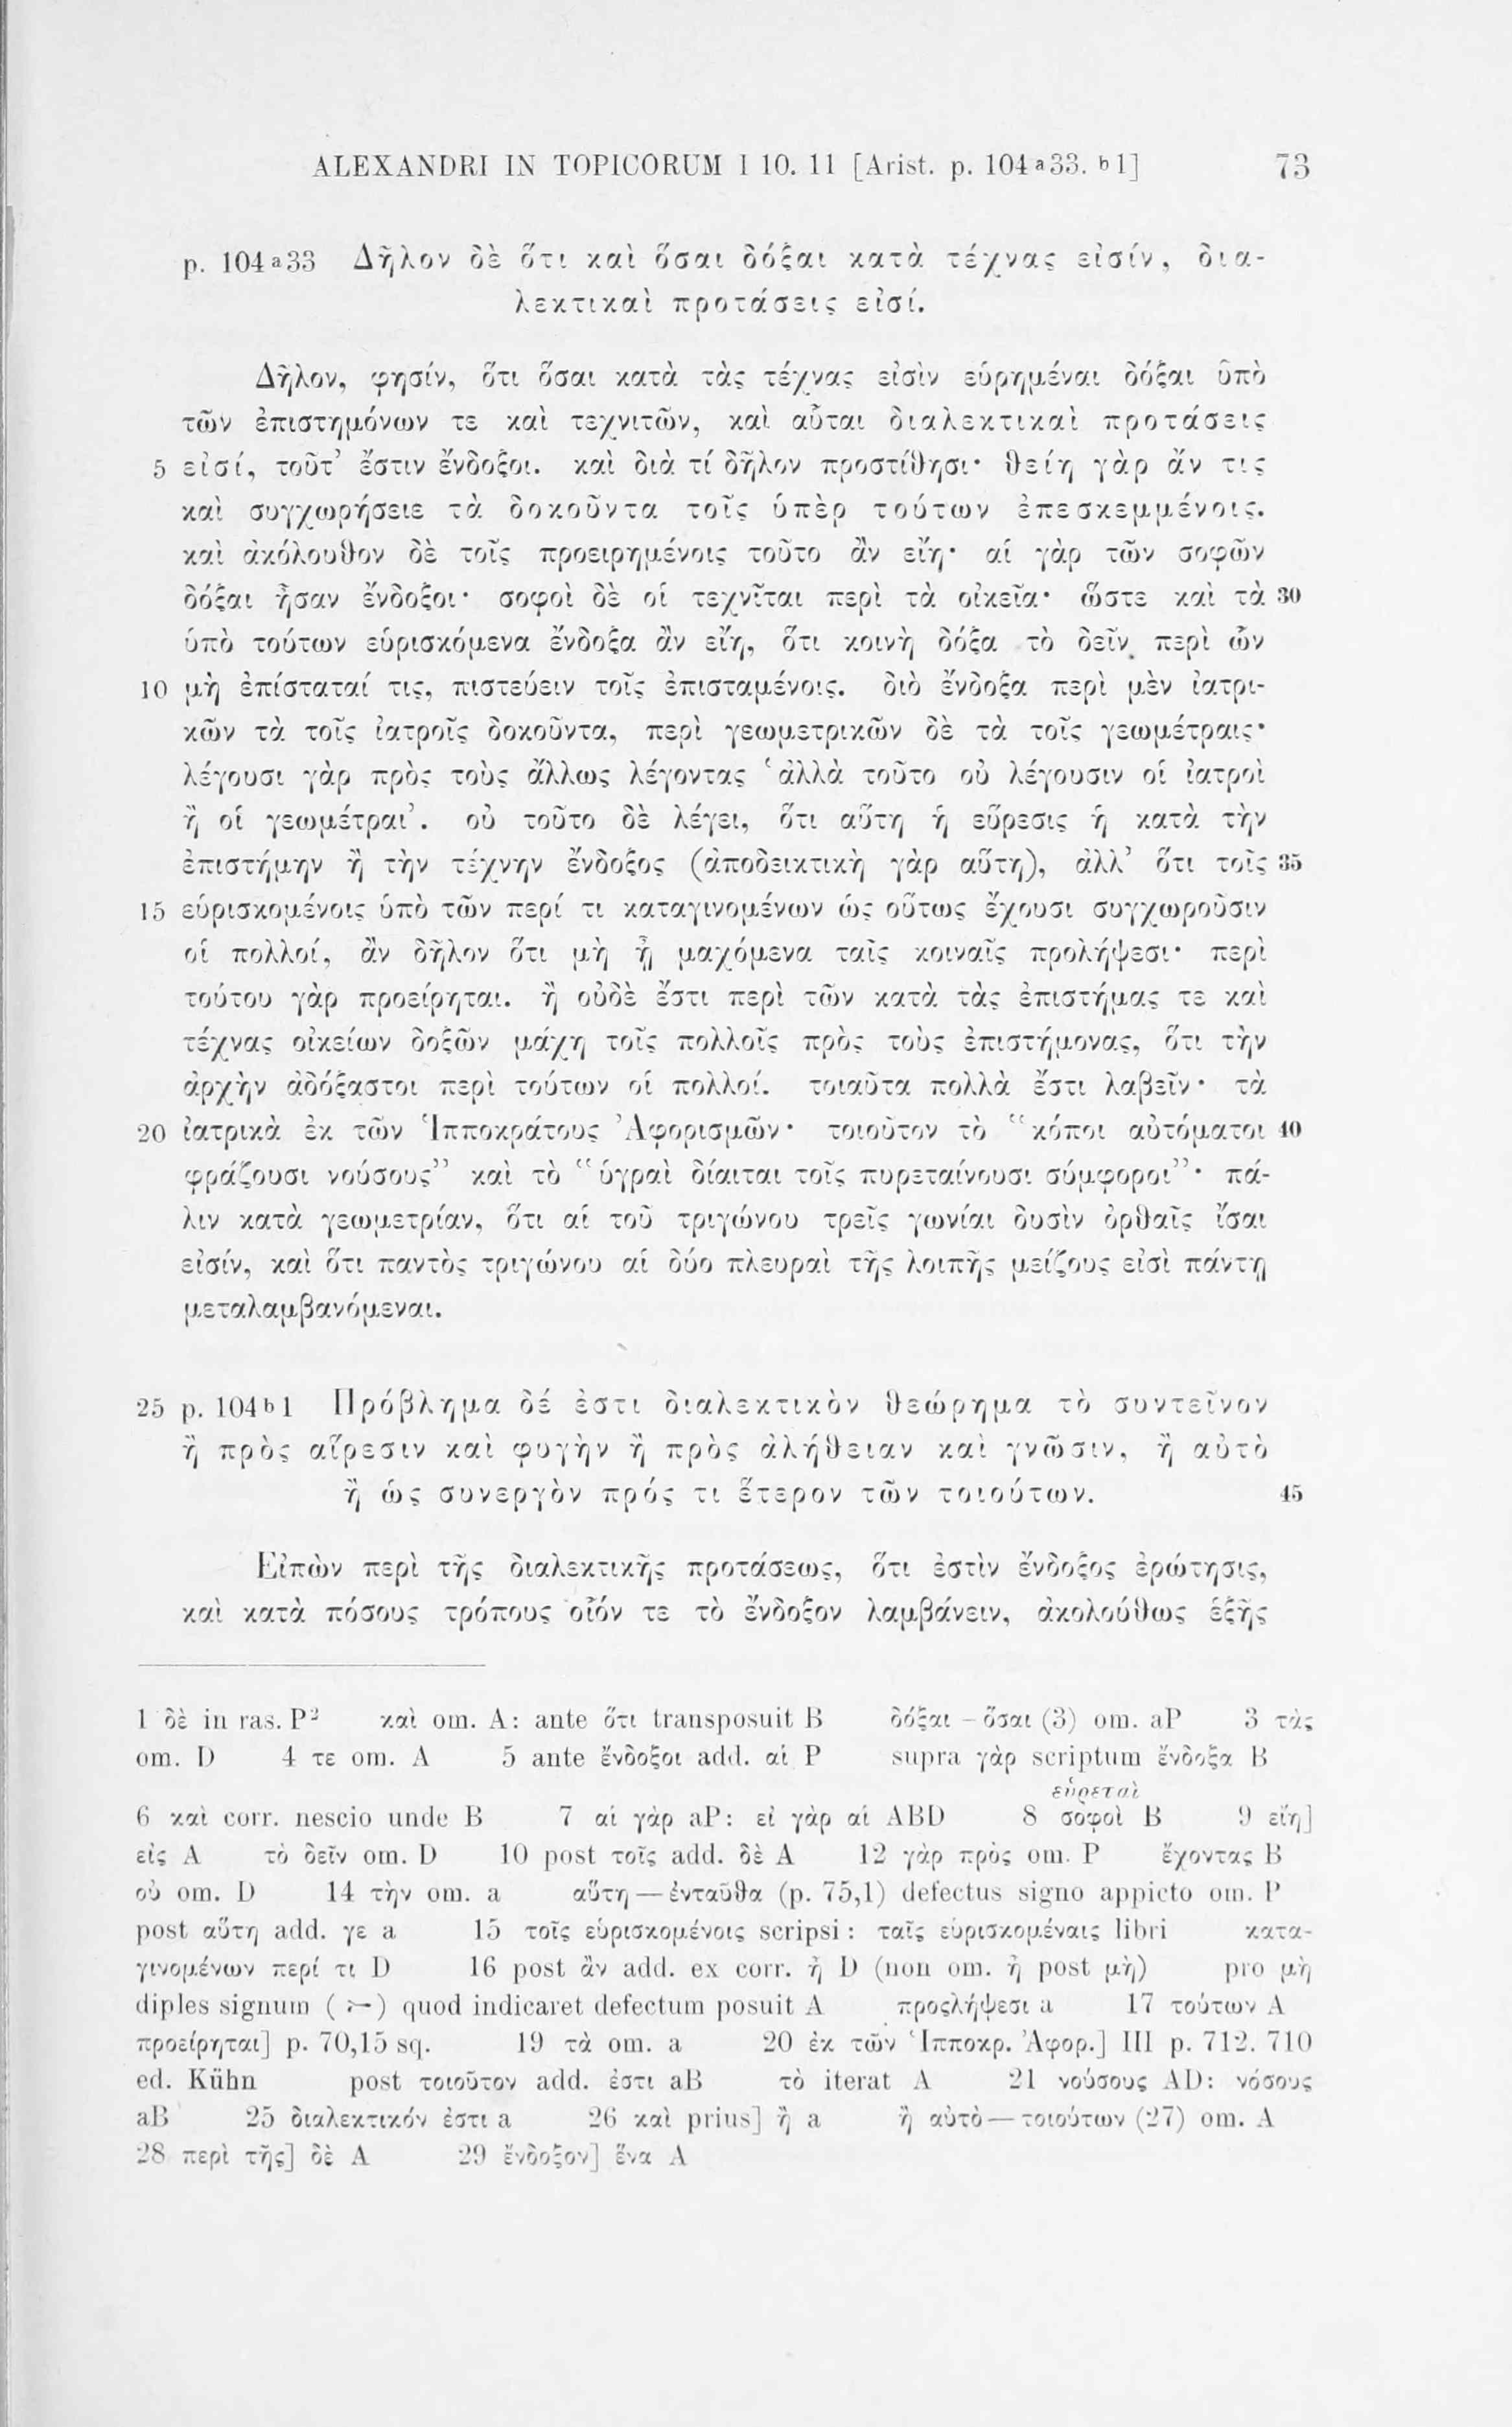 ALEXANDRI IN TOPICORUM I 10. 11 [Arist. p. 104ᵃ33. ᵇ1] 73
p. 104ᵃ33 Δῆλον δὲ ὅτι καὶ ὅσαι δόξαι κατὰ τέχνας εἰσίν, δια-
λεκτικαὶ προτάσεις εἰσί.
Δῆλον, φησίν, ὅτι ὅσαι κατὰ τὰς τέχνας εἰσὶν εὑρημέναι δόξαι ὑπὸ
τῶν ἐπιστημόνων τε καὶ τεχνιτῶν, καὶ αὗται διαλεκτικαὶ προτάσεις
5 εἰσί, τοῦτ’ ἔστιν ἔνδοξοι. καὶ διὰ τί δῆλον προστίθησι· θείη γὰρ ἄν τις
καὶ συγχωρήσειε τὰ δοκοῦντα τοῖς ὑπὲρ τούτων ἐπεσκεμμένοις.
καὶ ἀκόλουθον δὲ τοῖς προειρημένοις τοῦτο ἂν εἴη· αἱ γὰρ τῶν σοφῶν
δόξαι ἦσαν ἔνδοξοι· σοφοὶ δὲ οἱ τεχνῖται περὶ τὰ οἰκεῖα· ὥστε καὶ τὰ 30
ὑπὸ τούτων εὑρισκόμενα ἔνδοξα ἂν εἴη, ὅτι κοινὴ δόξα τὸ δεῖν, περὶ ὧν
10 μὴ ἐπίσταταί τις, πιστεύειν τοῖς ἐπισταμένοις. διὸ ἔνδοξα περὶ μὲν ἰατρι-
κῶν τὰ τοῖς ἰατροῖς δοκοῦντα, περὶ γεωμετρικῶν δὲ τὰ τοῖς γεωμέτραις·
λέγουσι γὰρ πρὸς τοὺς ἄλλως λέγοντας ‘ἀλλὰ τοῦτο οὐ λέγουσιν οἱ ἰατροὶ
ἢ οἱ γεωμέτραι’. οὐ τοῦτο δὲ λέγει, ὅτι αὕτη ἡ εὕρεσις ἡ κατὰ τὴν
ἐπιστήμην ἢ τὴν τέχνην ἔνδοξος (ἀποδεικτικὴ γὰρ αὕτη), ἀλλ’ ὅτι τοῖς 35
15 εὑρισκομένοις ὑπὸ τῶν περί τι καταγινομένων ὡς οὕτως ἔχουσι συγχωροῦσιν
οἱ πολλοί, ἂν δῆλον ὅτι μὴ ᾖ μαχόμενα ταῖς κοιναῖς προλήψεσι· περὶ
τούτου γὰρ προείρηται. ἢ οὐδὲ ἔστι περὶ τῶν κατὰ τὰς ἐπιστήμας τε καὶ
τέχνας οἰκείων δοξῶν μάχη τοῖς πολλοῖς πρὸς τοὺς ἐπιστήμονας, ὅτι τὴν
ἀρχὴν ἀδόξαστοι περὶ τούτων οἱ πολλοί. τοιαῦτα πολλὰ ἔστι λαβεῖν· τὰ
20 ἰατρικὰ ἐκ τῶν Ἱπποκράτους Ἀφορισμῶν· τοιοῦτον τὸ “κόποι αὐτόματοι 40
φράζουσι νούσους” καὶ τὸ “ὑγραὶ δίαιται τοῖς πυρεταίνουσι σύμφοροι”· πά-
λιν κατὰ γεωμετρίαν, ὅτι αἱ τοῦ τριγώνου τρεῖς γωνίαι δυσὶν ὀρθαῖς ἴσαι
εἰσίν, καὶ ὅτι παντὸς τριγώνου αἱ δύο πλευραὶ τῆς λοιπῆς μείζους εἰσὶ πάντῃ
μεταλαμβανόμεναι.
25 p. 104ᵇ1 Πρόβλημα δέ ἐστι διαλεκτικὸν θεώρημα τὸ συντεῖνον
ἢ πρὸς αἵρεσιν καὶ φυγὴν ἢ πρὸς ἀλήθειαν καὶ γνῶσιν, ἢ αὐτὸ
ἢ ὡς συνεργὸν πρός τι ἕτερον τῶν τοιούτων. 45
Εἰπὼν περὶ τῆς διαλεκτικῆς προτάσεως, ὅτι ἐστὶν ἔνδοξος ἐρώτησις,
καὶ κατὰ πόσους τρόπους οἷόν τε τὸ ἔνδοξον λαμβάνειν, ἀκολούθως ἑξῆς
1 δὲ in ras. P² καὶ om. A: ante ὅτι transposuit B δόξαι – ὅσαι (3) om. aP 3 τὰς
om. D 4 τε om. A 5 ante ἔνδοξοι add. αἱ P supra γὰρ scriptum ἔνδοξα B
εὑρεταὶ
6 καὶ corr. nescio unde B 7 αἱ γὰρ aP: εἰ γὰρ αἱ ABD 8 σοφοὶ B 9 εἴη]
εἰς A τὸ δεῖν om. D 10 post τοῖς add. δὲ A 12 γὰρ πρὸς om. P ἔχοντας B
οὐ om. D 14 τὴν om. a αὕτη — ἐνταῦθα (p. 75,1) defectus signo appicto om. P
post αὕτη add. γε a 15 τοῖς εὑρισκομένοις scripsi: ταῖς εὑρισκομέναις libri κατα-
γινομένων περί τι D 16 post ἂν add. ex corr. ἡ D (non om. ἡ post μὴ) pro μὴ
diples signum (>—) quod indicaret defectum posuit A προςλήψεσι a 17 τούτων A
προείρηται] p. 70,15 sq. 19 τὰ om. a 20 ἐκ τῶν Ἱπποκρ. Ἀφορ.] III p. 712. 710
ed. Kühn post τοιοῦτον add. ἐστι aB τὸ iterat A 21 νούσους AD: νόσους
aB 25 διαλεκτικόν ἐστι a 26 καὶ prius] ἢ a ἢ αὐτὸ — τοιούτων (27) om. A
28 περὶ τῆς] δὲ A 29 ἔνδοξον] ἕνα A